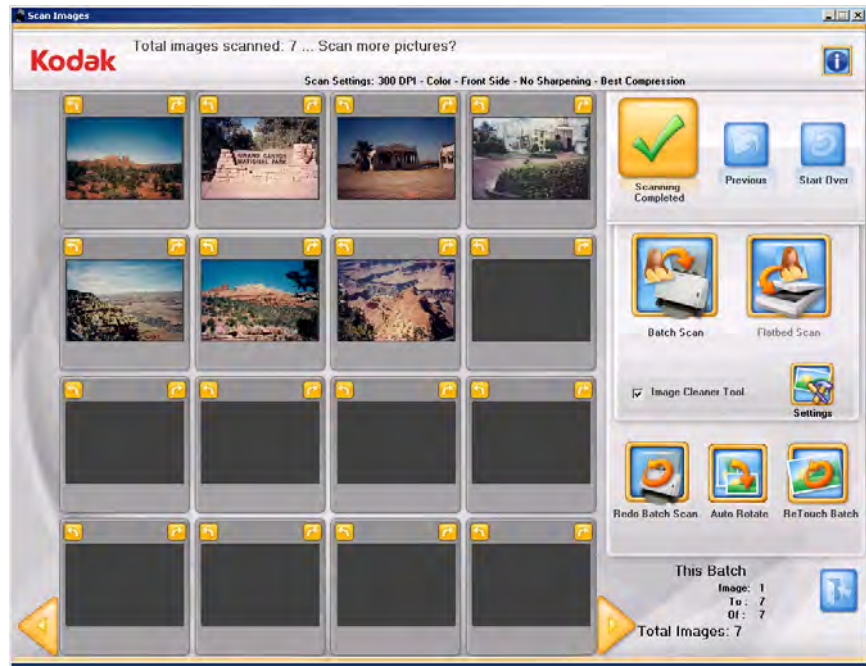 Scan Images
Kodak
Total images scanned: 7 ... Scan more pictures?
Scan Settings: 300 DPI - Color - Front Side - No Sharpening - Best Compression
GRAND CANYON
NATIONAL PARK
Scanning
Completed
Previous
Start Over
Batch Scan
Flatbed Scan
Image Cleaner Tool
Settings
Redo Batch Scan
Auto Rotate
ReTouch Batch
This Batch
Image: 1
To : 7
Of : 7
Total Images: 7